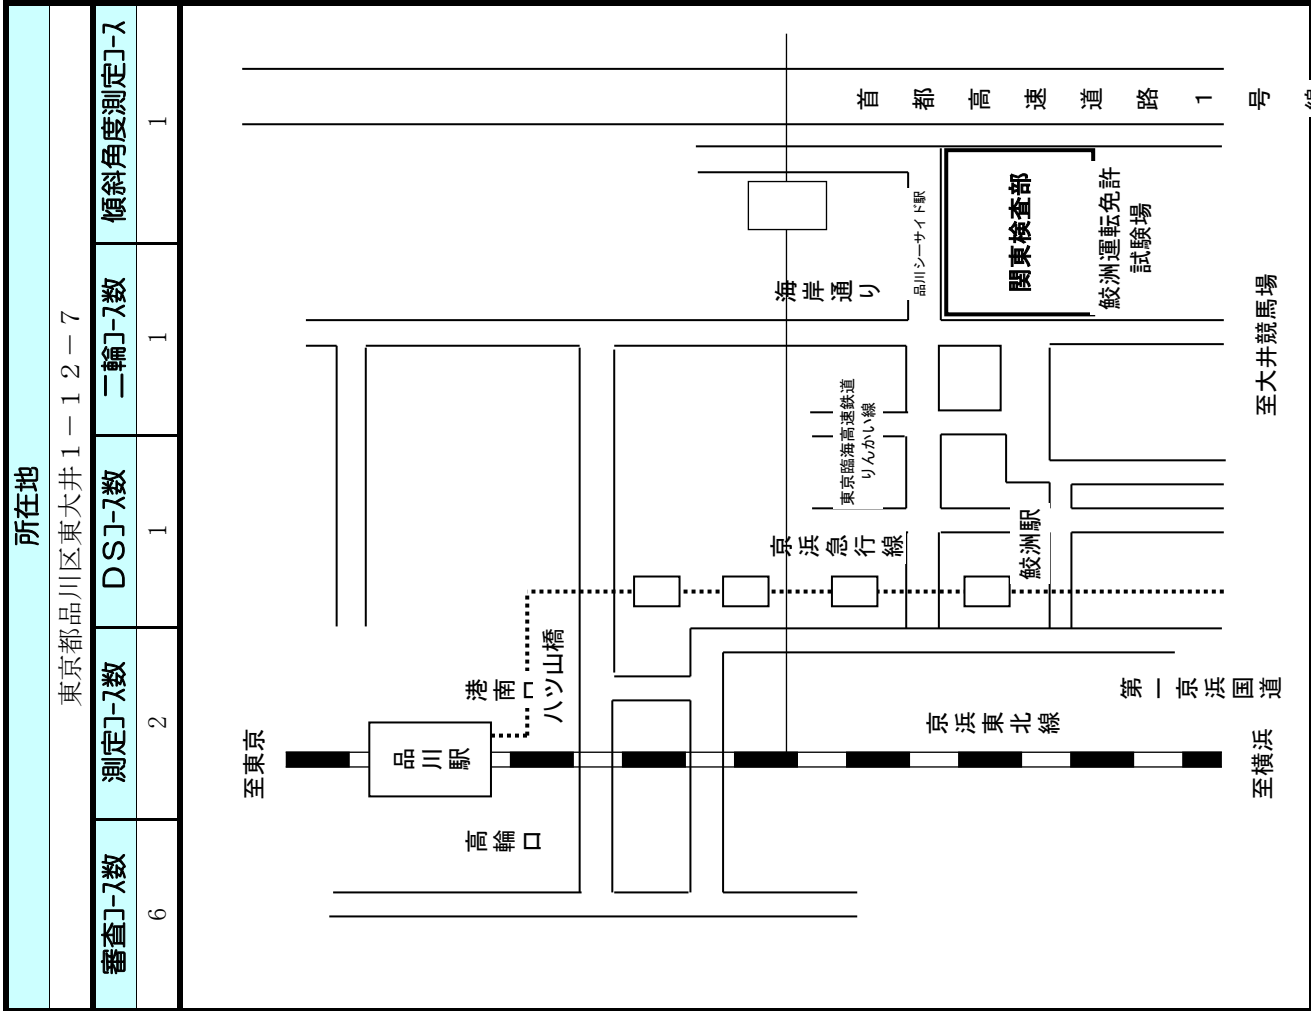 所在地
東京都品川区東大井1－12－7
審査コース数
測定コース数
DSコース数
二輪コース数
傾斜角度測定コース
6
2
1
1
1
至東京
品川駅
高輪口
港南口
八ツ山橋
京浜東北線
至横浜
第一京浜国道
京浜急行線
鮫洲駅
東京臨海高速鉄道
りんかい線
海岸通り
品川シーサイド駅
関東検査部
鮫洲運転免許
試験場
至大井競馬場
首都高速道路1号線